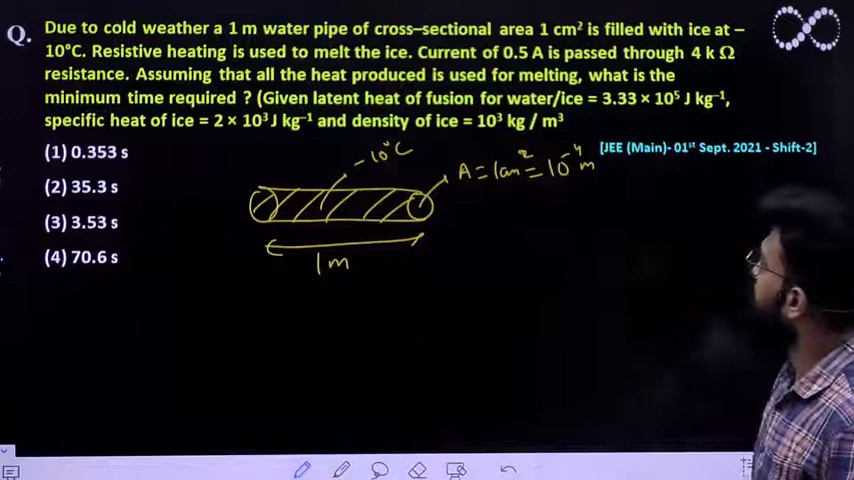 Q. Due to cold weather a 1 m water pipe of cross–sectional area 1 cm² is filled with ice at –
10°C. Resistive heating is used to melt the ice. Current of 0.5 A is passed through 4 k Ω
resistance. Assuming that all the heat produced is used for melting, what is the
minimum time required ? (Given latent heat of fusion for water/ice = 3.33 × 10⁵ J kg⁻¹,
specific heat of ice = 2 × 10³ J kg⁻¹ and density of ice = 10³ kg / m³
[JEE (Main)- 01ˢᵗ Sept. 2021 - Shift-2]
(1) 0.353 s
(2) 35.3 s
(3) 3.53 s
(4) 70.6 s
-10°C
A = 1cm² = 10⁻⁴ m
1 m